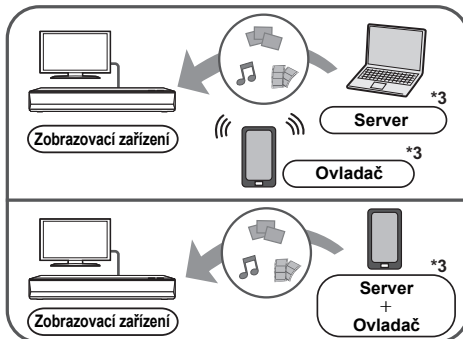 *3
Server
Zobrazovací zařízení
*3
Ovladač
*3
Server
+
Ovladač
Zobrazovací zařízení